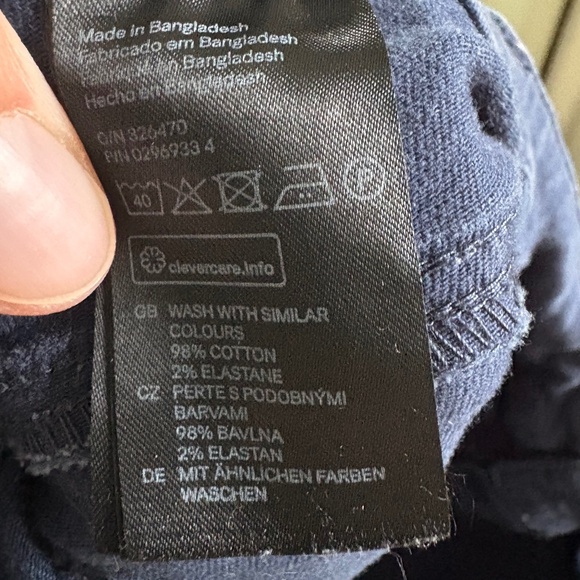 Made in Bangladesh
Fabricado em Bangladesh
Fabriqué en Bangladesh
Hecho en Bangladesh
O/N 326470
P/N 0296933 4
40
P
clevercare.info
GB WASH WITH SIMILAR
COLOURS
98% COTTON
2% ELASTANE
CZ PERTE S PODOBNÝMI
BARVAMI
98% BAVLNA
2% ELASTAN
DE MIT ÄHNLICHEN FARBEN
WASCHEN